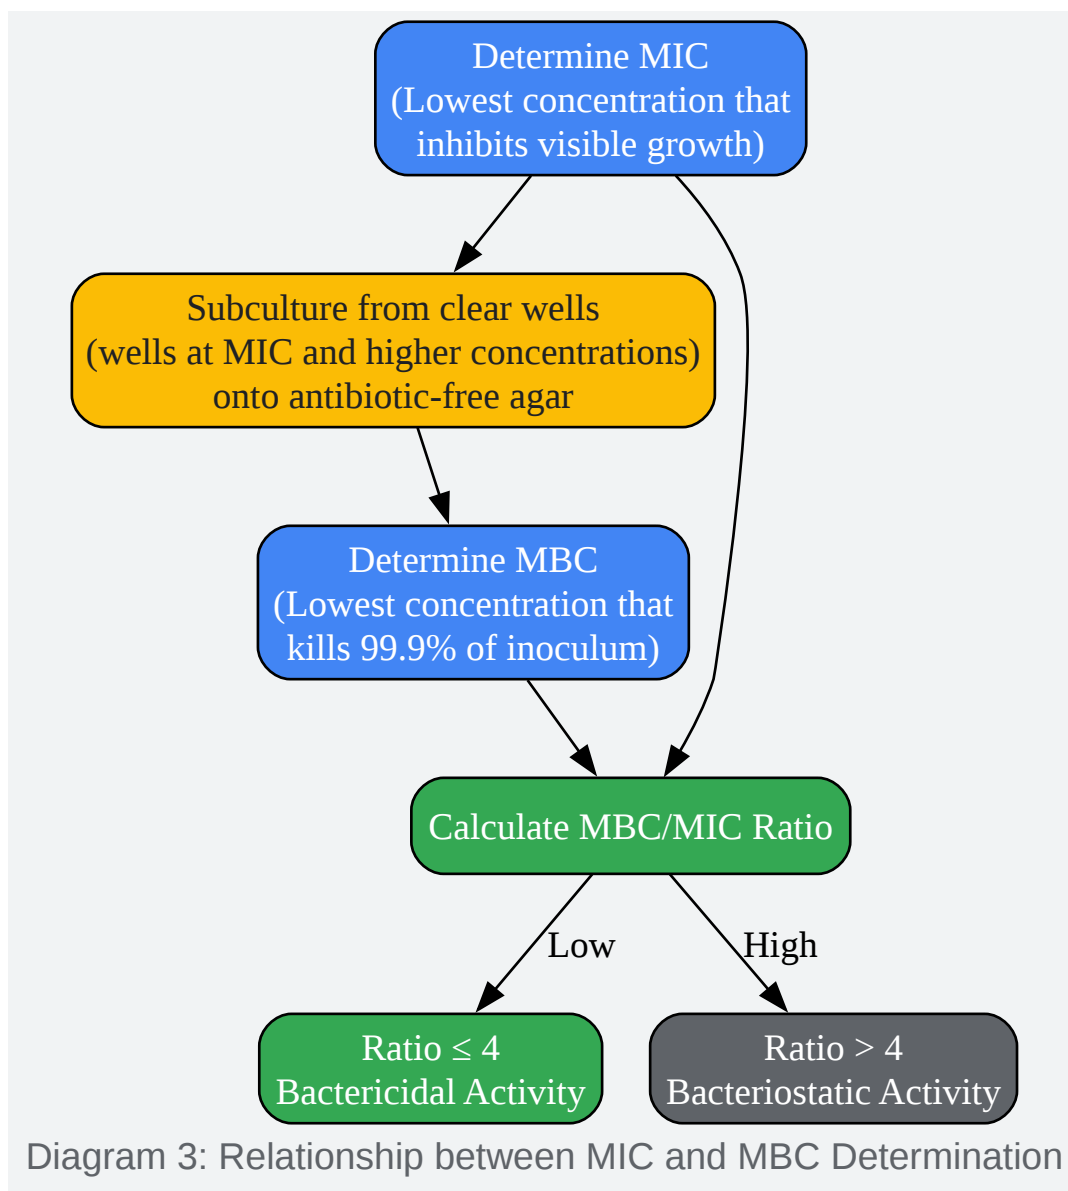 Determine MIC
(Lowest concentration that
inhibits visible growth)
Subculture from clear wells
(wells at MIC and higher concentrations)
onto antibiotic-free agar
Determine MBC
(Lowest concentration that
kills 99.9% of inoculum)
Calculate MBC/MIC Ratio
Low
High
Ratio ≤ 4
Bactericidal Activity
Ratio > 4
Bacteriostatic Activity
Diagram 3: Relationship between MIC and MBC Determination